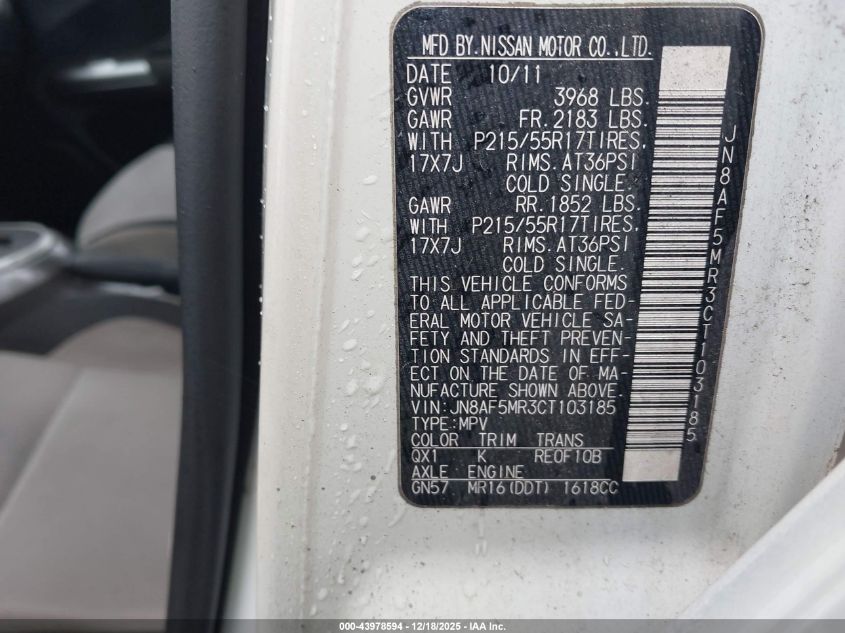 MFD BY. NISSAN MOTOR CO., LTD.
DATE 10/11
GVWR 3968 LBS.
GAWR FR. 2183 LBS.
WITH P215/55R17TIRES.
17X7J RIMS. AT36PSI
COLD SINGLE.
GAWR RR. 1852 LBS.
WITH P215/55R17TIRES.
17X7J RIMS. AT36PSI
COLD SINGLE.
THIS VEHICLE CONFORMS
TO ALL APPLICABLE FED-
ERAL MOTOR VEHICLE SA-
FETY AND THEFT PREVEN-
TION STANDARDS IN EFF-
ECT ON THE DATE OF MA-
NUFACTURE SHOWN ABOVE.
VIN: JN8AF5MR3CT103185
TYPE: MPV
COLOR TRIM TRANS
QX1 K RE0F10B
AXLE ENGINE
GN57 MR16(DDT) 1618CC
JN8AF5MR3CT103185
000-43978594 - 12/18/2025 - IAA Inc.